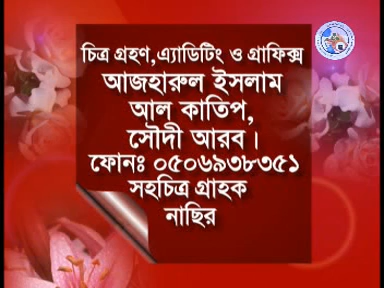 চিত্র গ্রহণ,এ্যাডিটিং ও গ্রাফিক্স
আজহারুল ইসলাম
আল কাতিপ,
সৌদী আরব।
ফোনঃ ০৫০৬৯৩৮৩৫১
সহচিত্র গ্রাহক
নাছির